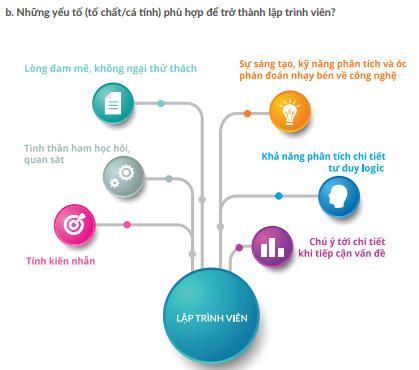 b. Những yếu tố (tố chất/cá tính) phù hợp để trở thành lập trình viên?
Lòng đam mê, không ngại thử thách
Sự sáng tạo, kỹ năng phân tích và óc
phán đoán nhạy bén về công nghệ
Tinh thần ham học hỏi,
quan sát
Khả năng phân tích chi tiết
tư duy logic
Tính kiên nhẫn
Chú ý tới chi tiết
khi tiếp cận vấn đề
LẬP TRÌNH VIÊN